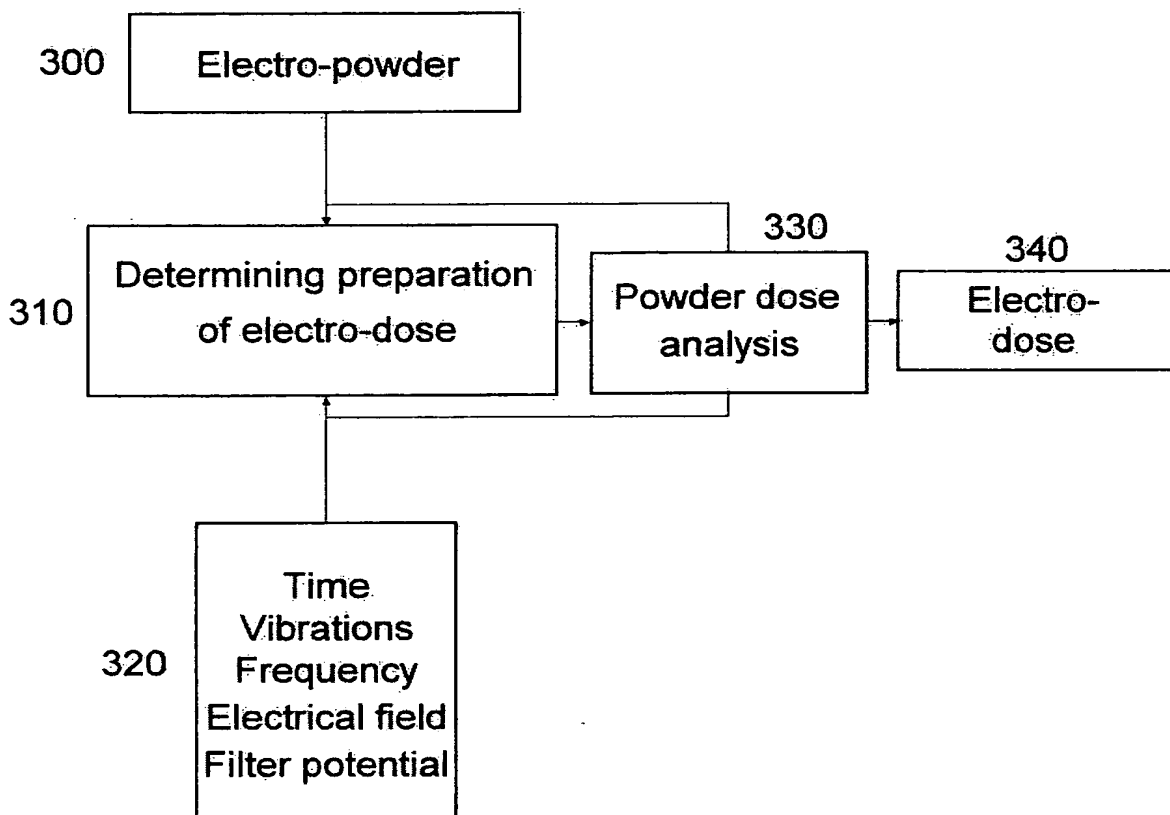 300
Electro-powder
310
Determining preparation
of electro-dose
330
Powder dose
analysis
340
Electro-
dose
320
Time
Vibrations
Frequency
Electrical field
Filter potential